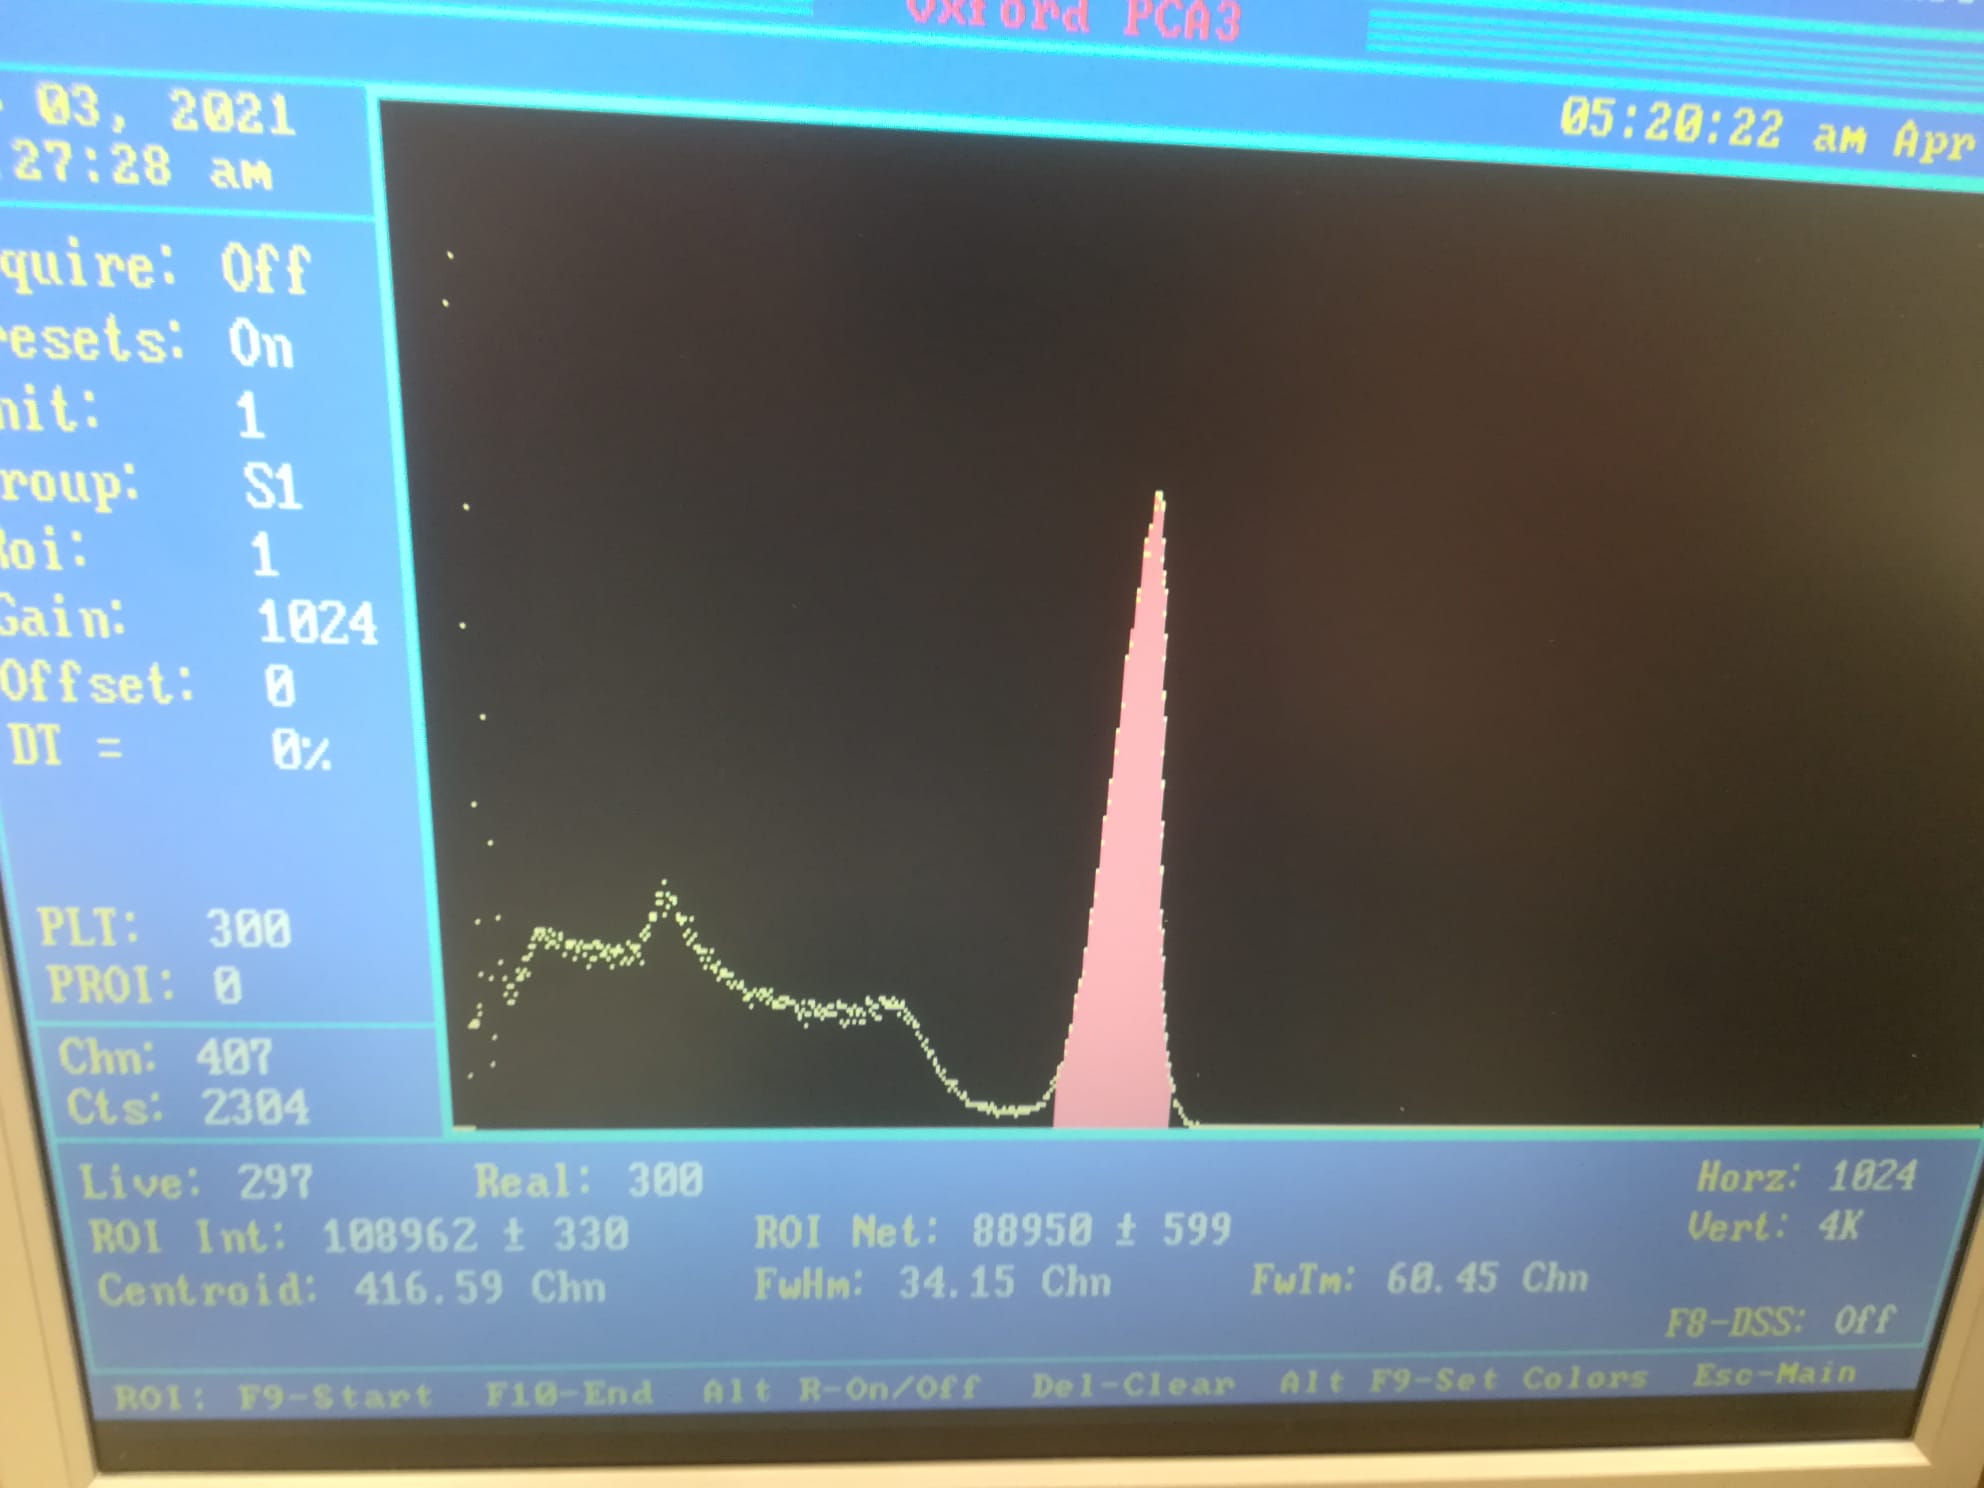 Oxford PCA3
03, 2021
27:28 am
05:20:22 am Apr
quire: Off
resets: On
nit: 1
roup: S1
Roi: 1
Gain: 1024
Offset: 0
DT = 0%
PLT: 300
PROI: 0
Chn: 407
Cts: 2304
Live: 297 Real: 300 Horz: 1024
ROI Int: 108962 ± 330 ROI Net: 88950 ± 599 Vert: 4K
Centroid: 416.59 Chn FwHm: 34.15 Chn FwTm: 60.45 Chn
F8-DSS: Off
ROI: F9-Start F10-End Alt R-On/Off Del-Clear Alt F9-Set Colors Esc-Main